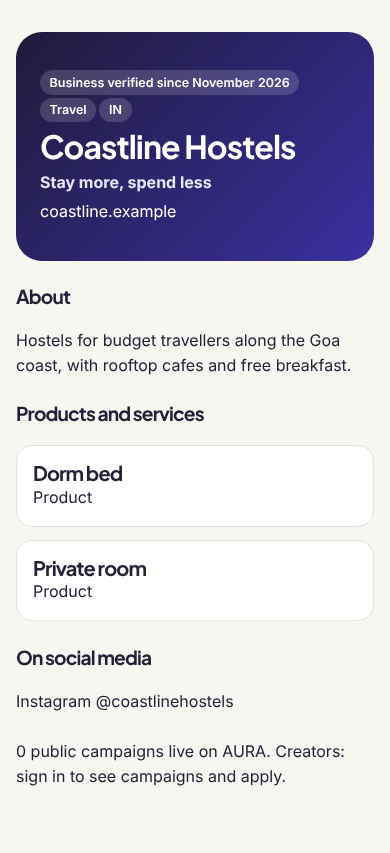 Business verified since November 2026
Travel IN
Coastline Hostels
Stay more, spend less
coastline.example
About
Hostels for budget travellers along the Goa
coast, with rooftop cafes and free breakfast.
Products and services
Dorm bed
Product
Private room
Product
On social media
Instagram @coastlinehostels
0 public campaigns live on AURA. Creators:
sign in to see campaigns and apply.